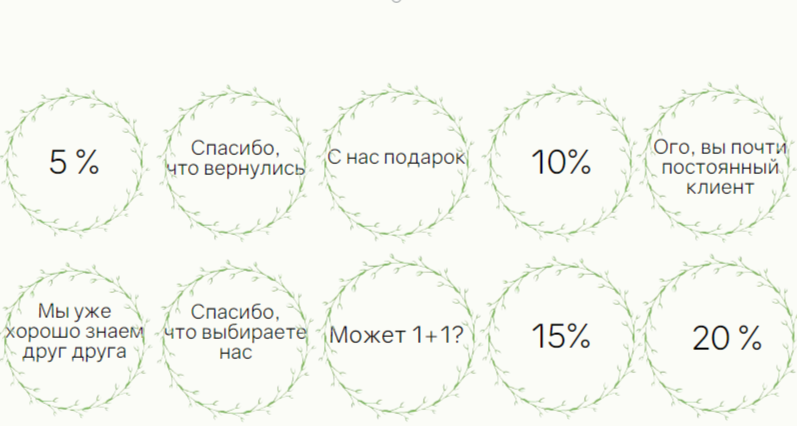 5 %
Спасибо,
что вернулись
С нас подарок
10%
Ого, вы почти
постоянный
клиент
Мы уже
хорошо знаем
друг друга
Спасибо,
что выбираете
нас
Может 1+1?
15%
20 %